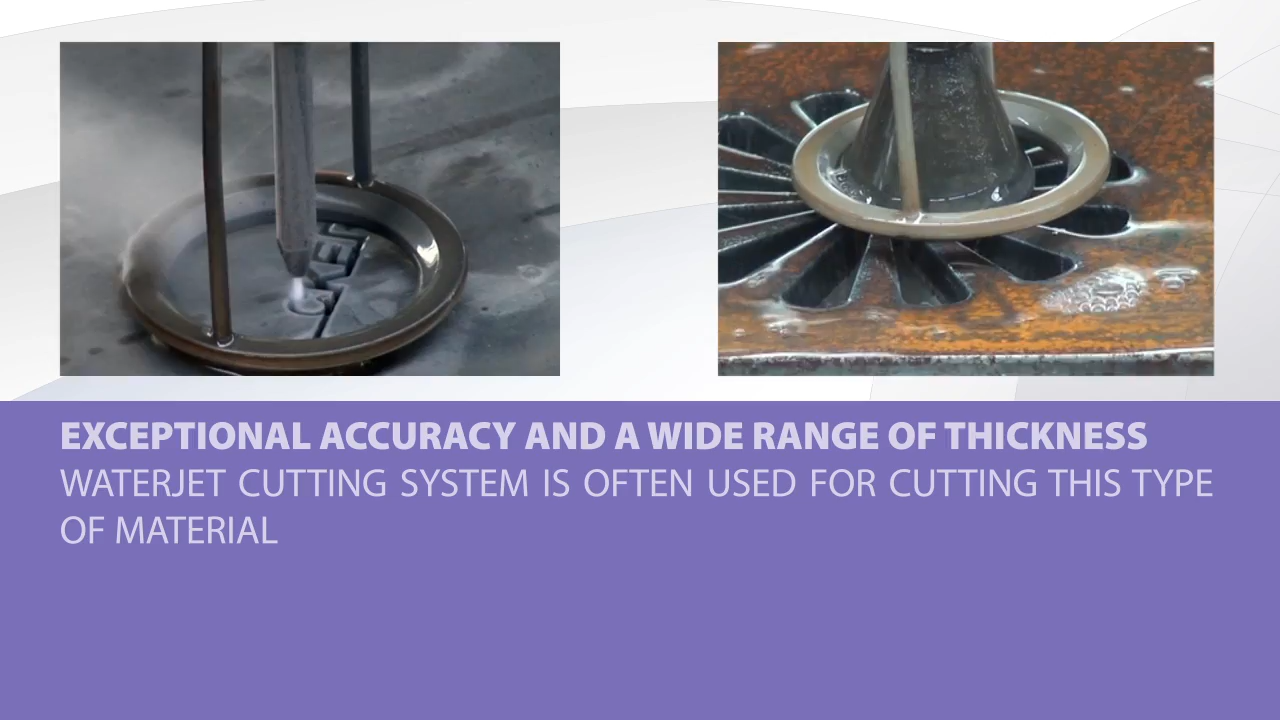 EXCEPTIONAL ACCURACY AND A WIDE RANGE OF THICKNESS
WATERJET CUTTING SYSTEM IS OFTEN USED FOR CUTTING THIS TYPE
OF MATERIAL